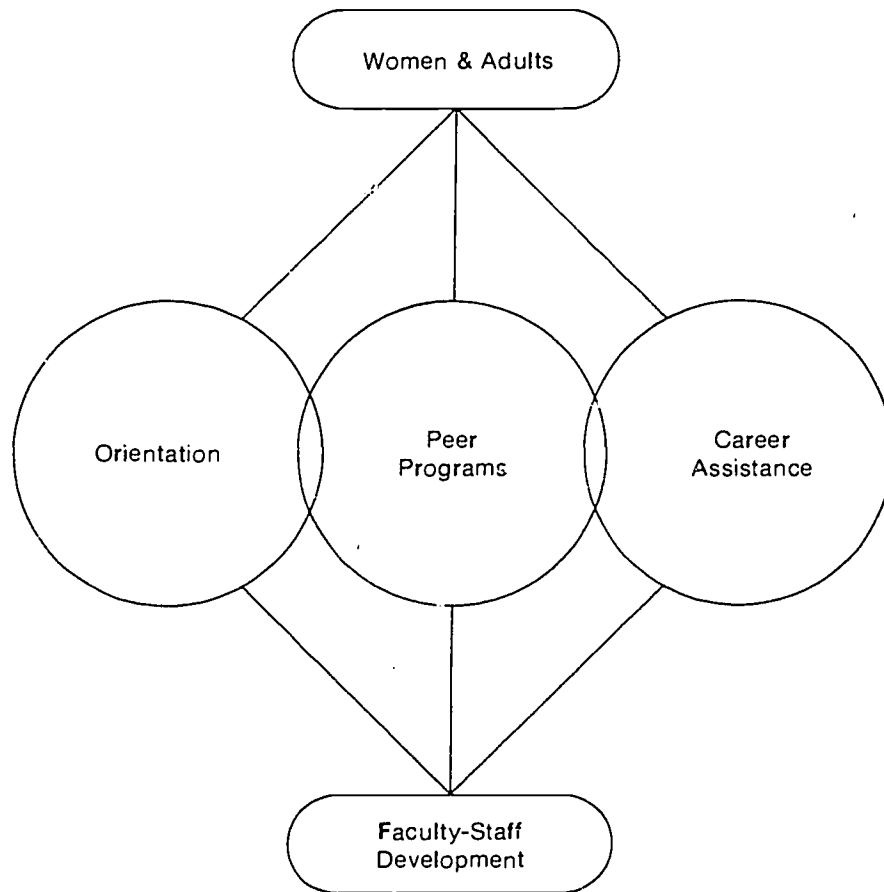 Women & Adults
Orientation
Peer
Programs
Career
Assistance
Faculty-Staff
Development